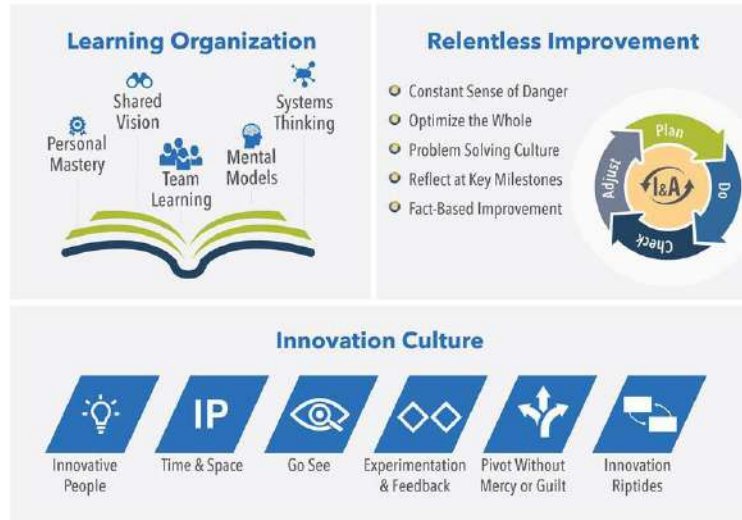 Learning Organization
Shared
Vision
Systems
Thinking
Personal
Mastery
Team
Learning
Mental
Models
Relentless Improvement
Constant Sense of Danger
Optimize the Whole
Problem Solving Culture
Reflect at Key Milestones
Fact-Based Improvement
Plan
Do
Check
Adjust
I&A
Innovation Culture
IP
Innovative
People
Time & Space
Go See
Experimentation
& Feedback
Pivot Without
Mercy or Guilt
Innovation
Riptides